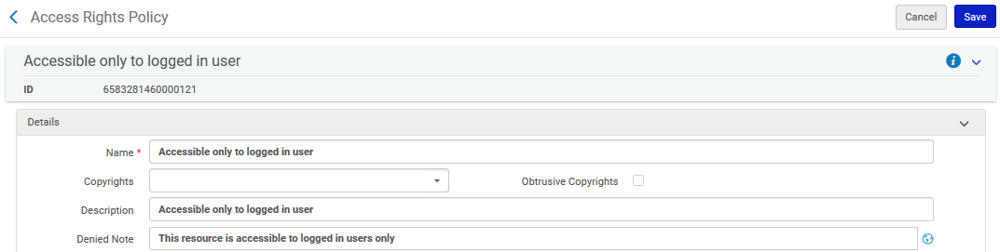 Access Rights Policy
Cancel
Save
Accessible only to logged in user
ID 6583281460000121
Details
Name * Accessible only to logged in user
Copyrights
Obtrusive Copyrights
Description Accessible only to logged in user
Denied Note This resource is accessible to logged in users only